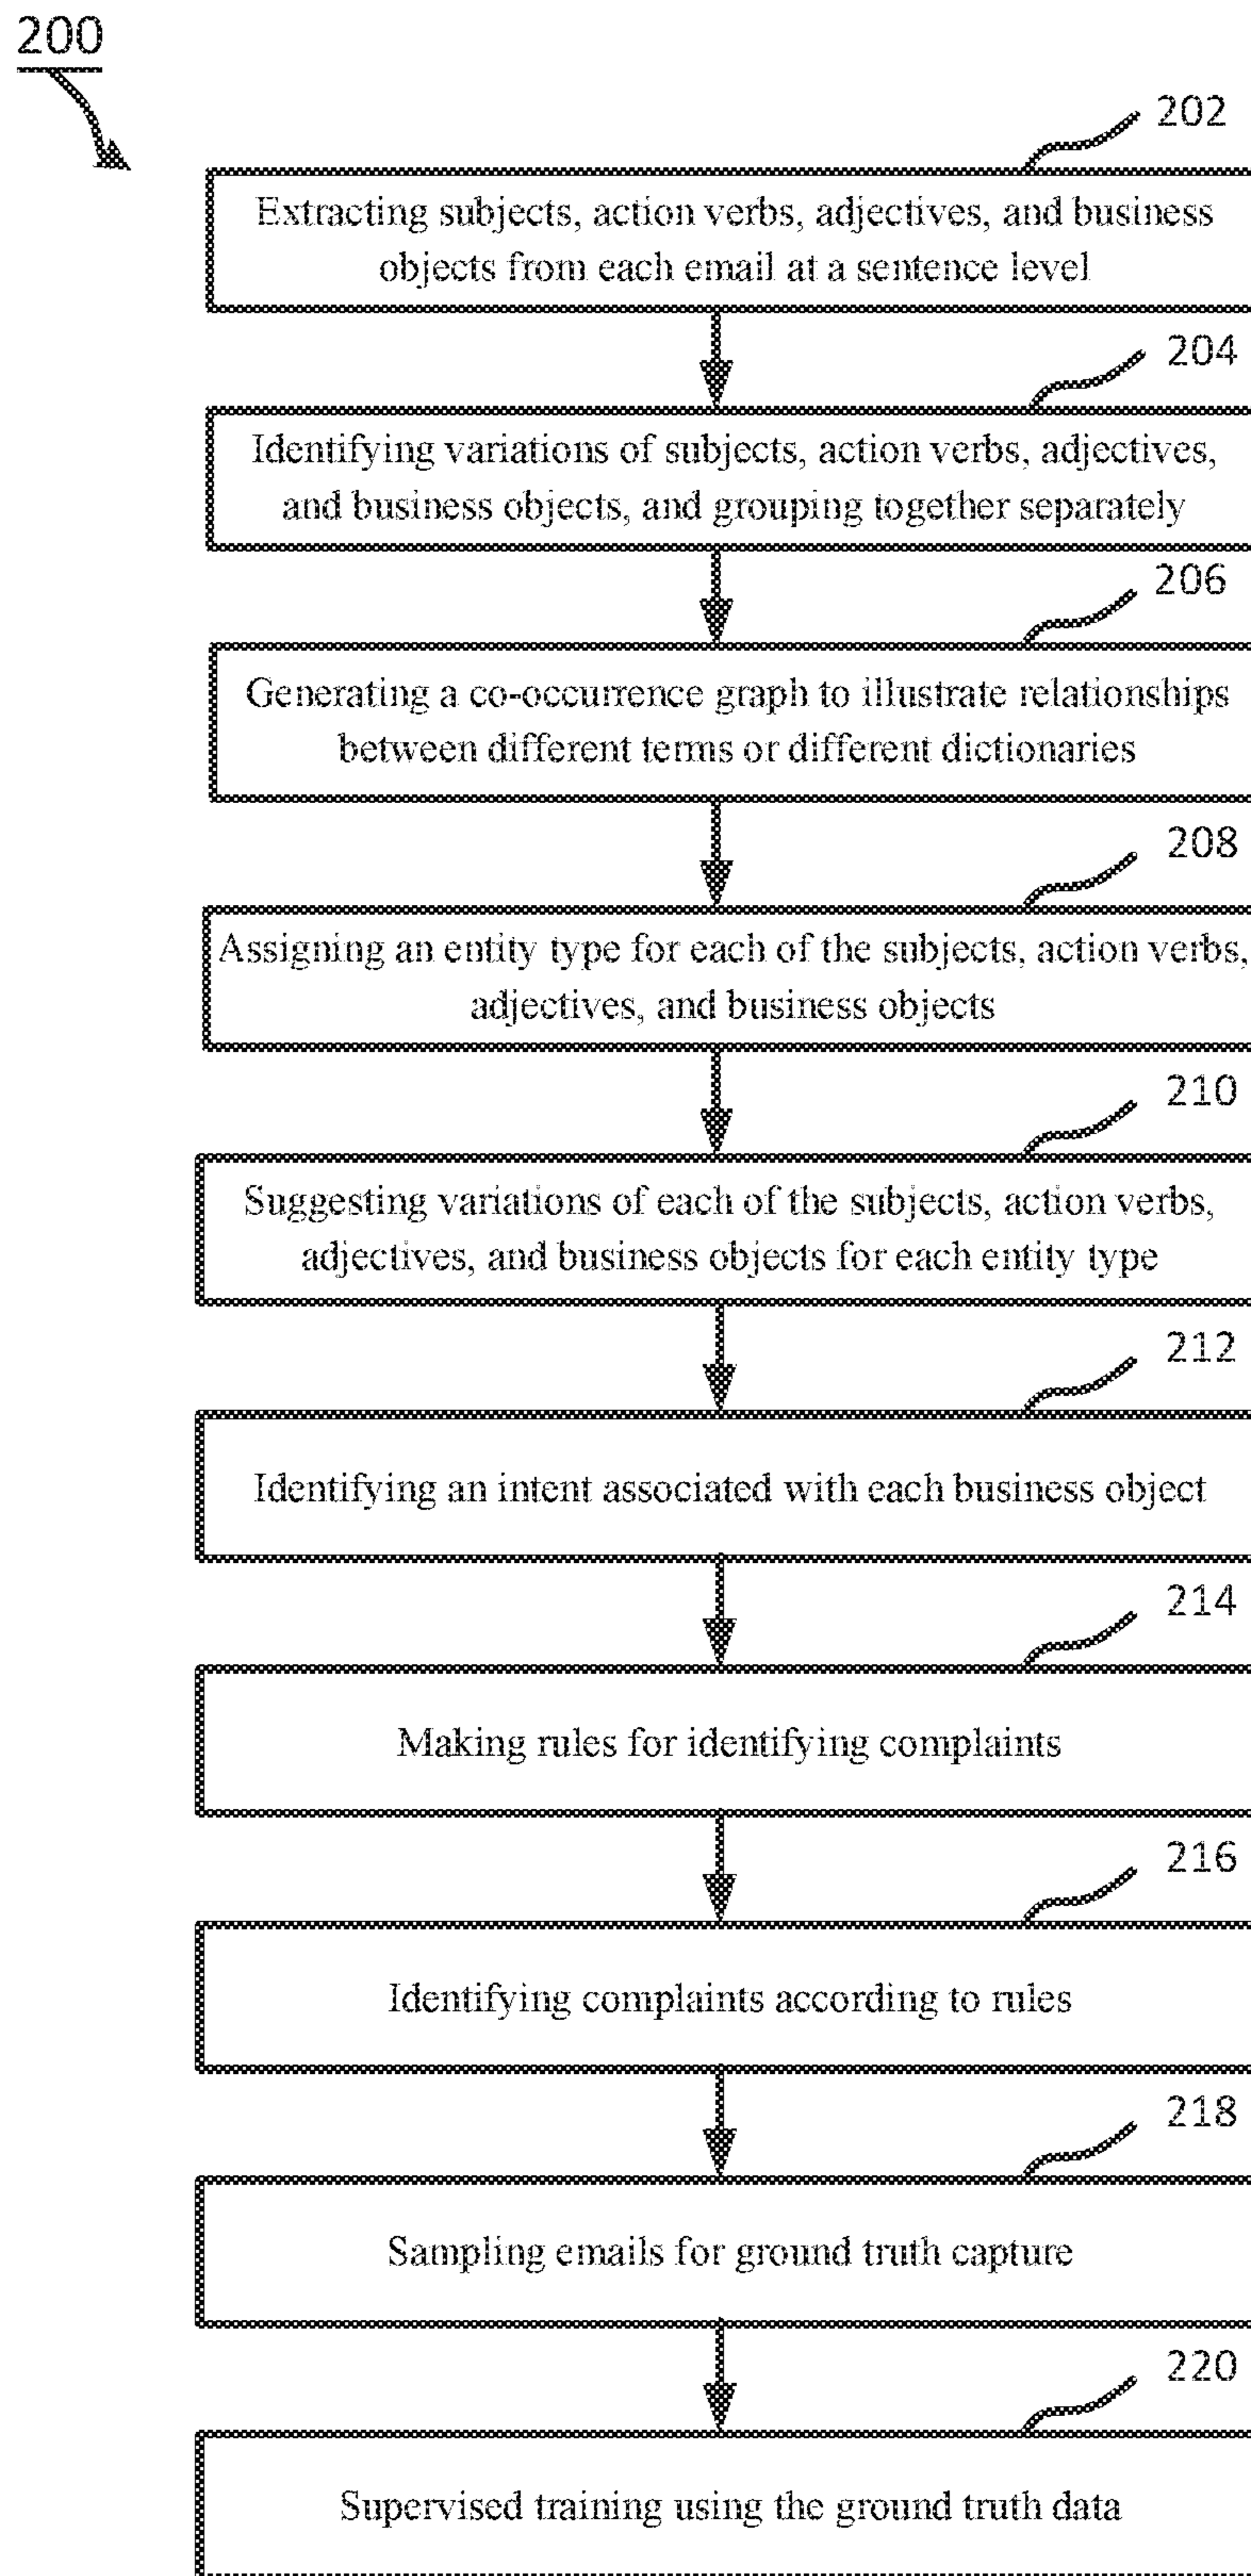 200
202
Extracting subjects, action verbs, adjectives, and business
objects from each email at a sentence level
204
Identifying variations of subjects, action verbs, adjectives,
and business objects, and grouping together separately
206
Generating a co-occurrence graph to illustrate relationships
between different terms or different dictionaries
208
Assigning an entity type for each of the subjects, action verbs,
adjectives, and business objects
210
Suggesting variations of each of the subjects, action verbs,
adjectives, and business objects for each entity type
212
Identifying an intent associated with each business object
214
Making rules for identifying complaints
216
Identifying complaints according to rules
218
Sampling emails for ground truth capture
220
Supervised training using the ground truth data